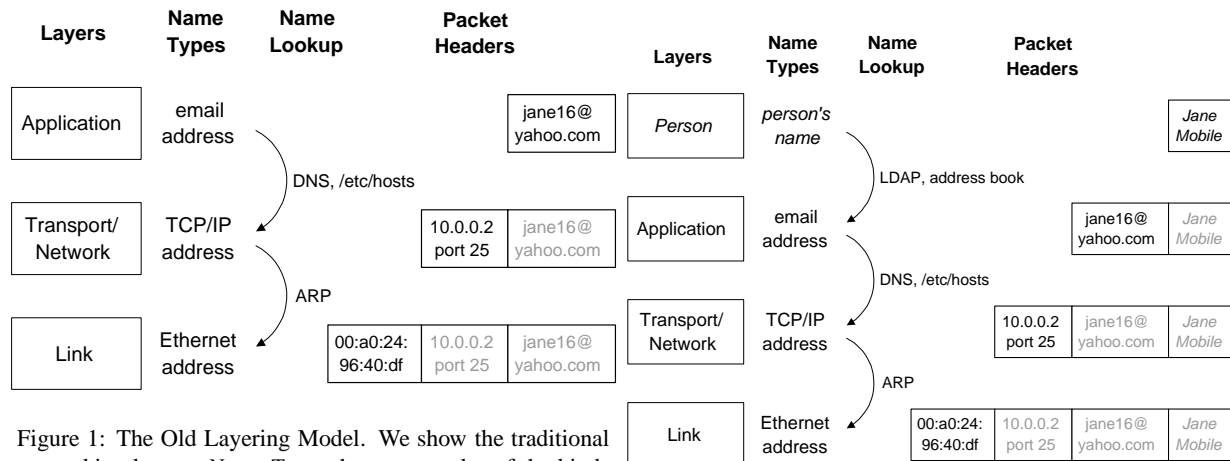 Layers
Name Types
Name Lookup
Packet Headers
Application
email address
jane16@
yahoo.com
DNS, /etc/hosts
Transport/
Network
TCP/IP
address
10.0.0.2
port 25
jane16@
yahoo.com
ARP
Link
Ethernet
address
00:a0:24:
96:40:df
10.0.0.2
port 25
jane16@
yahoo.com
Figure 1: The Old Layering Model. We show the traditional
Layers
Name Types
Name Lookup
Packet Headers
Person
person's
name
Jane
Mobile
LDAP, address book
Application
email
address
jane16@
yahoo.com
Jane
Mobile
DNS, /etc/hosts
Transport/
Network
TCP/IP
address
10.0.0.2
port 25
jane16@
yahoo.com
Jane
Mobile
ARP
Link
Ethernet
address
00:a0:24:
96:40:df
10.0.0.2
port 25
jane16@
yahoo.com
Jane
Mobile